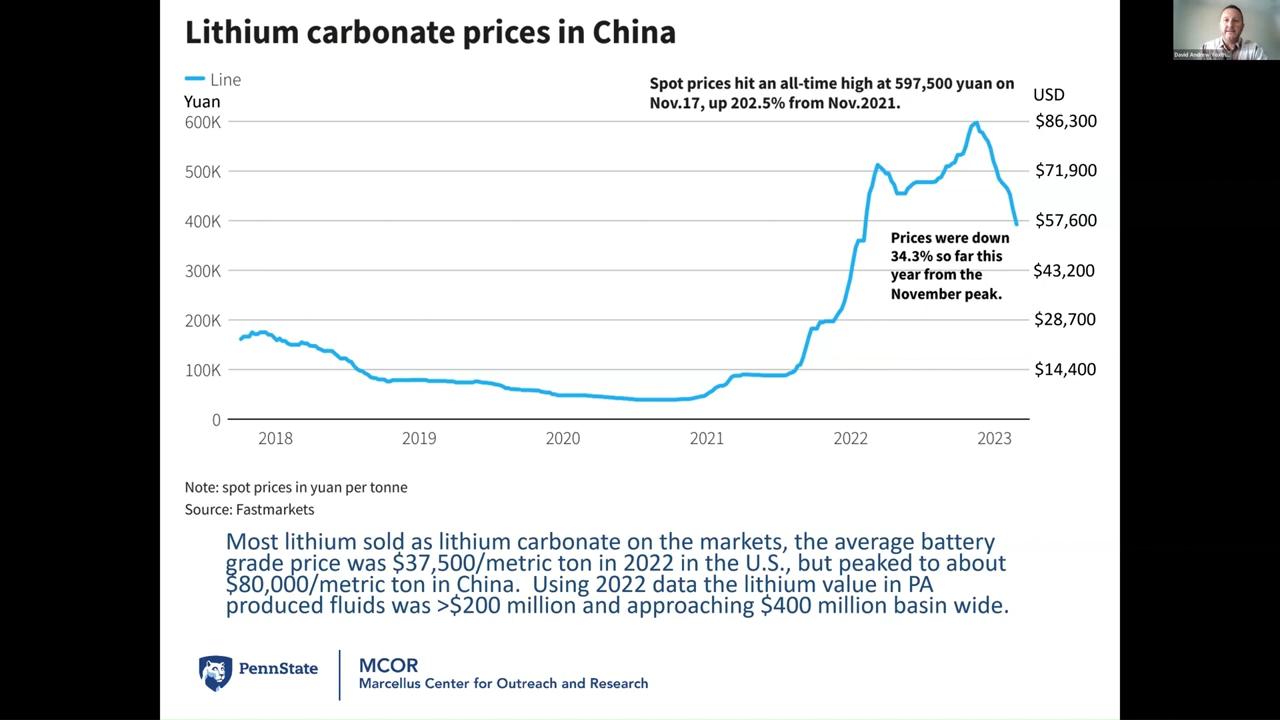 Lithium carbonate prices in China
Line
Yuan
Spot prices hit an all-time high at 597,500 yuan on
Nov.17, up 202.5% from Nov.2021.
USD
600K
$86,300
500K
$71,900
400K
$57,600
Prices were down
34.3% so far this
year from the
November peak.
300K
$43,200
200K
$28,700
100K
$14,400
0
2018 2019 2020 2021 2022 2023
Note: spot prices in yuan per tonne
Source: Fastmarkets
Most lithium sold as lithium carbonate on the markets, the average battery
grade price was $37,500/metric ton in 2022 in the U.S., but peaked to about
$80,000/metric ton in China. Using 2022 data the lithium value in PA
produced fluids was >$200 million and approaching $400 million basin wide.
PennState
MCOR
Marcellus Center for Outreach and Research
David Andrew